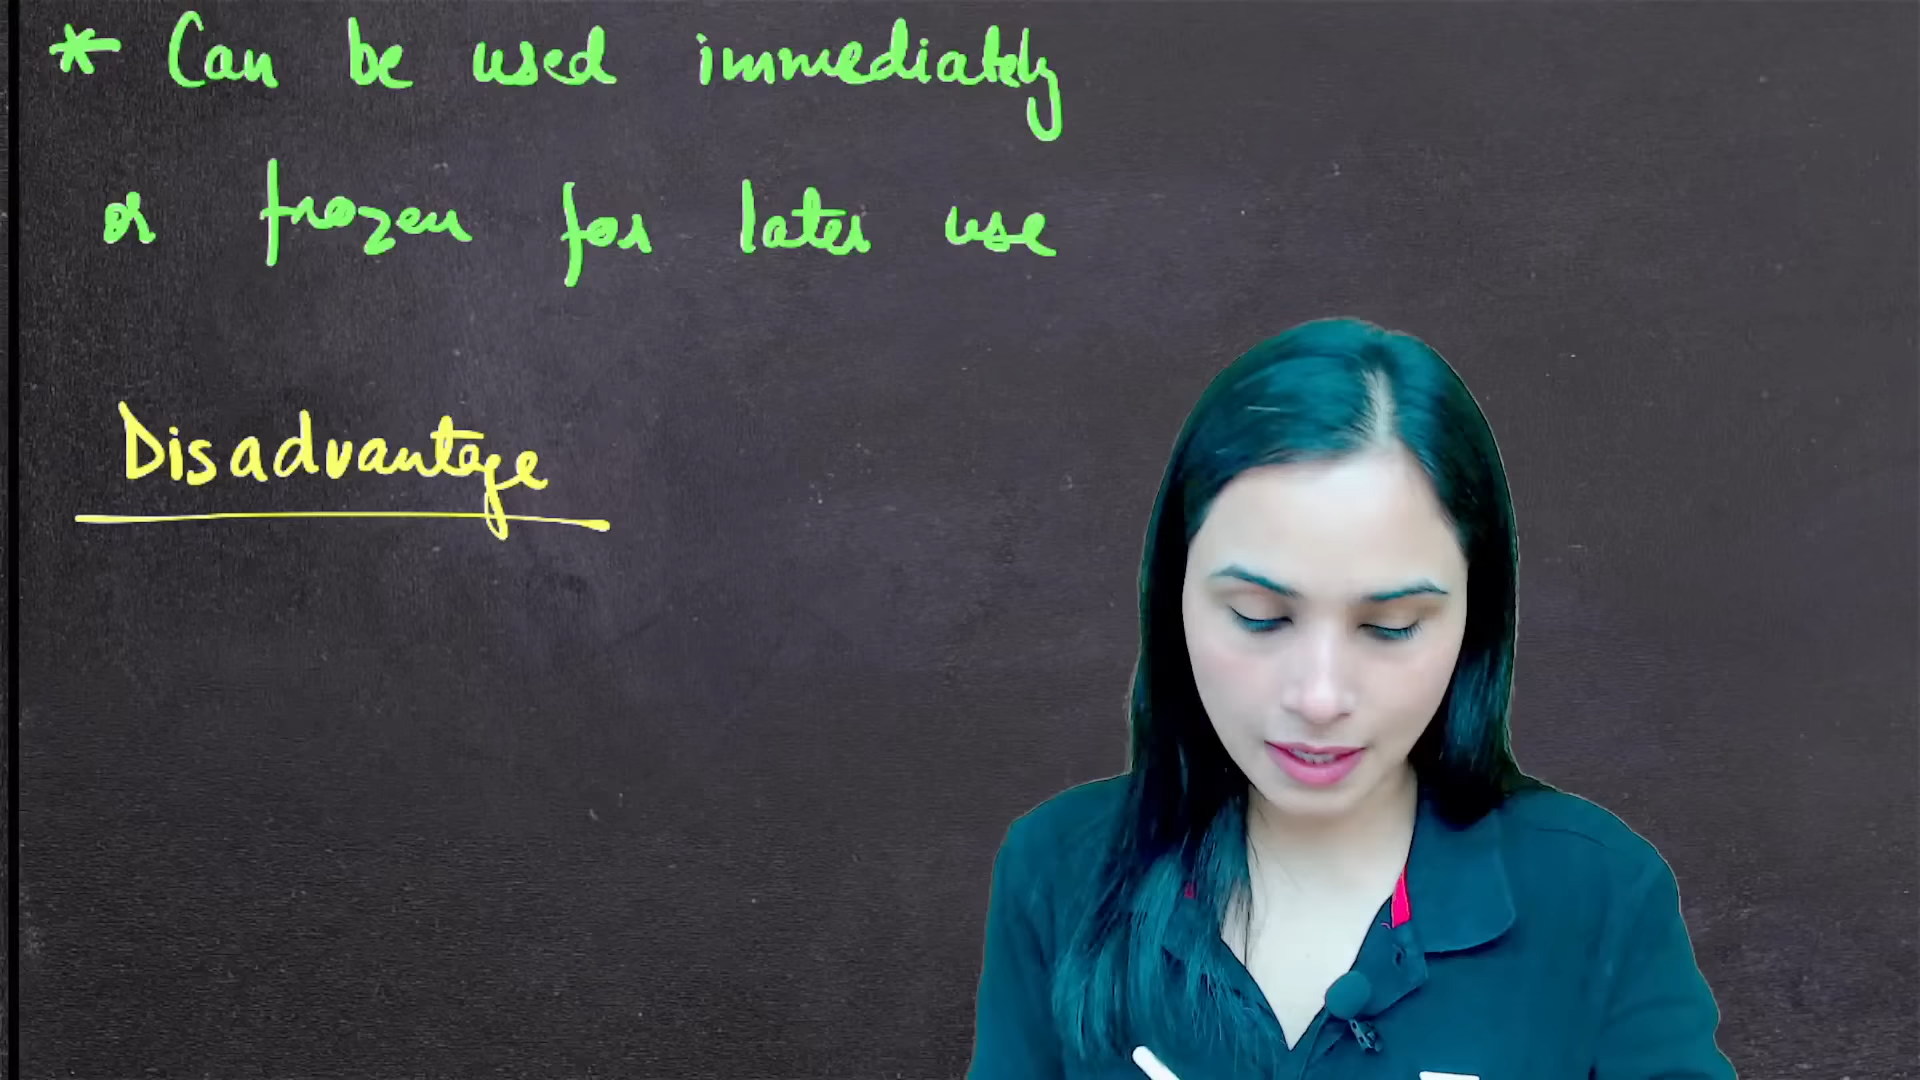 * Can be used immediately
or frozen for later use
Disadvantage